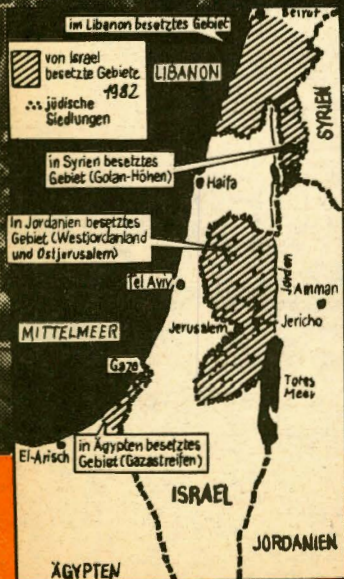 Beirut
im Libanon besetztes Gebiet
von Israel
besetzte Gebiete
1982
jüdische
Siedlungen
LIBANON
SYRIEN
in Syrien besetztes
Gebiet (Golan-Höhen)
Haifa
In Jordanien besetztes
Gebiet (Westjordanland
und Ostjerusalem)
Jordan
Tel Aviv
Amman
MITTELMEER
Jerusalem
Jericho
Gaza
Totes
Meer
El-Arisch
in Ägypten besetztes
Gebiet (Gazastreifen)
ISRAEL
JORDANIEN
ÄGYPTEN